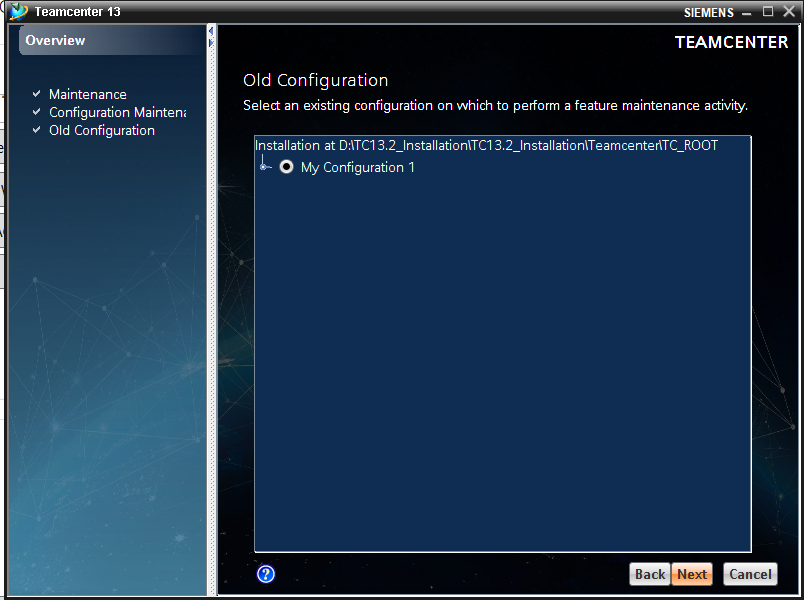 Teamcenter 13
SIEMENS
Overview
TEAMCENTER
Maintenance
Configuration Maintena
Old Configuration
Old Configuration
Select an existing configuration on which to perform a feature maintenance activity.
Installation at D:\TC13.2_Installation\TC13.2_Installation\Teamcenter\TC_ROOT
My Configuration 1
?
Back
Next
Cancel